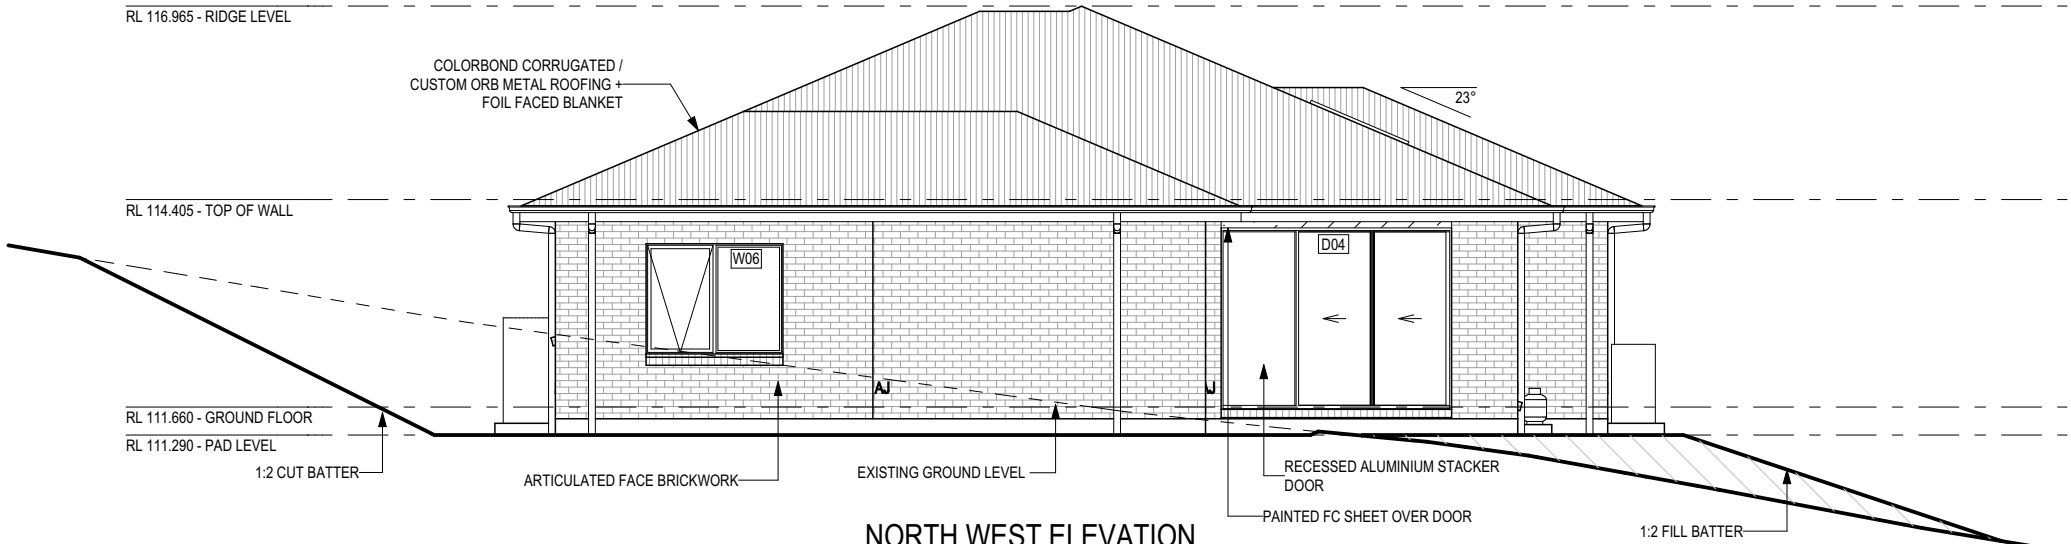 RL 116.965 - RIDGE LEVEL
COLORBOND CORRUGATED /
CUSTOM ORB METAL ROOFING +
FOIL FACED BLANKET
23°
RL 114.405 - TOP OF WALL
W06
D04
AJ
AJ
RL 111.660 - GROUND FLOOR
RL 111.290 - PAD LEVEL
1:2 CUT BATTER
ARTICULATED FACE BRICKWORK
EXISTING GROUND LEVEL
RECESSED ALUMINIUM STACKER
DOOR
PAINTED FC SHEET OVER DOOR
1:2 FILL BATTER
NORTH WEST ELEVATION